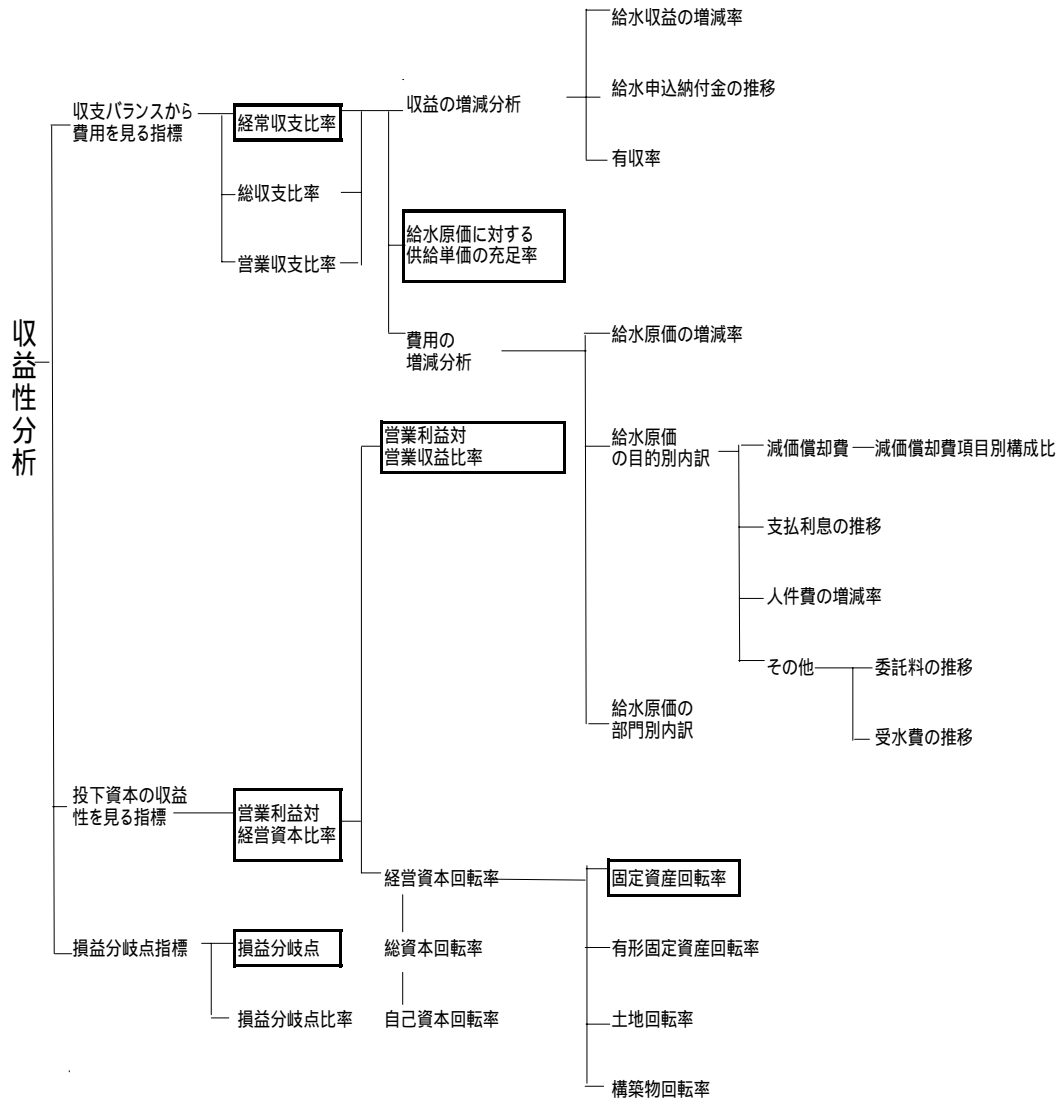 収益性分析
収支バランスから
費用を見る指標
経常収支比率
総収支比率
営業収支比率
収益の増減分析
給水収益の増減率
給水申込納付金の推移
有収率
給水原価に対する
供給単価の充足率
費用の
増減分析
給水原価の増減率
給水原価
の目的別内訳
減価償却費
減価償却費項目別構成比
支払利息の推移
人件費の増減率
その他
委託料の推移
受水費の推移
給水原価の
部門別内訳
投下資本の収益
性を見る指標
営業利益対
経営資本比率
営業利益対
営業収益比率
経営資本回転率
総資本回転率
自己資本回転率
固定資産回転率
有形固定資産回転率
土地回転率
構築物回転率
損益分岐点指標
損益分岐点
損益分岐点比率